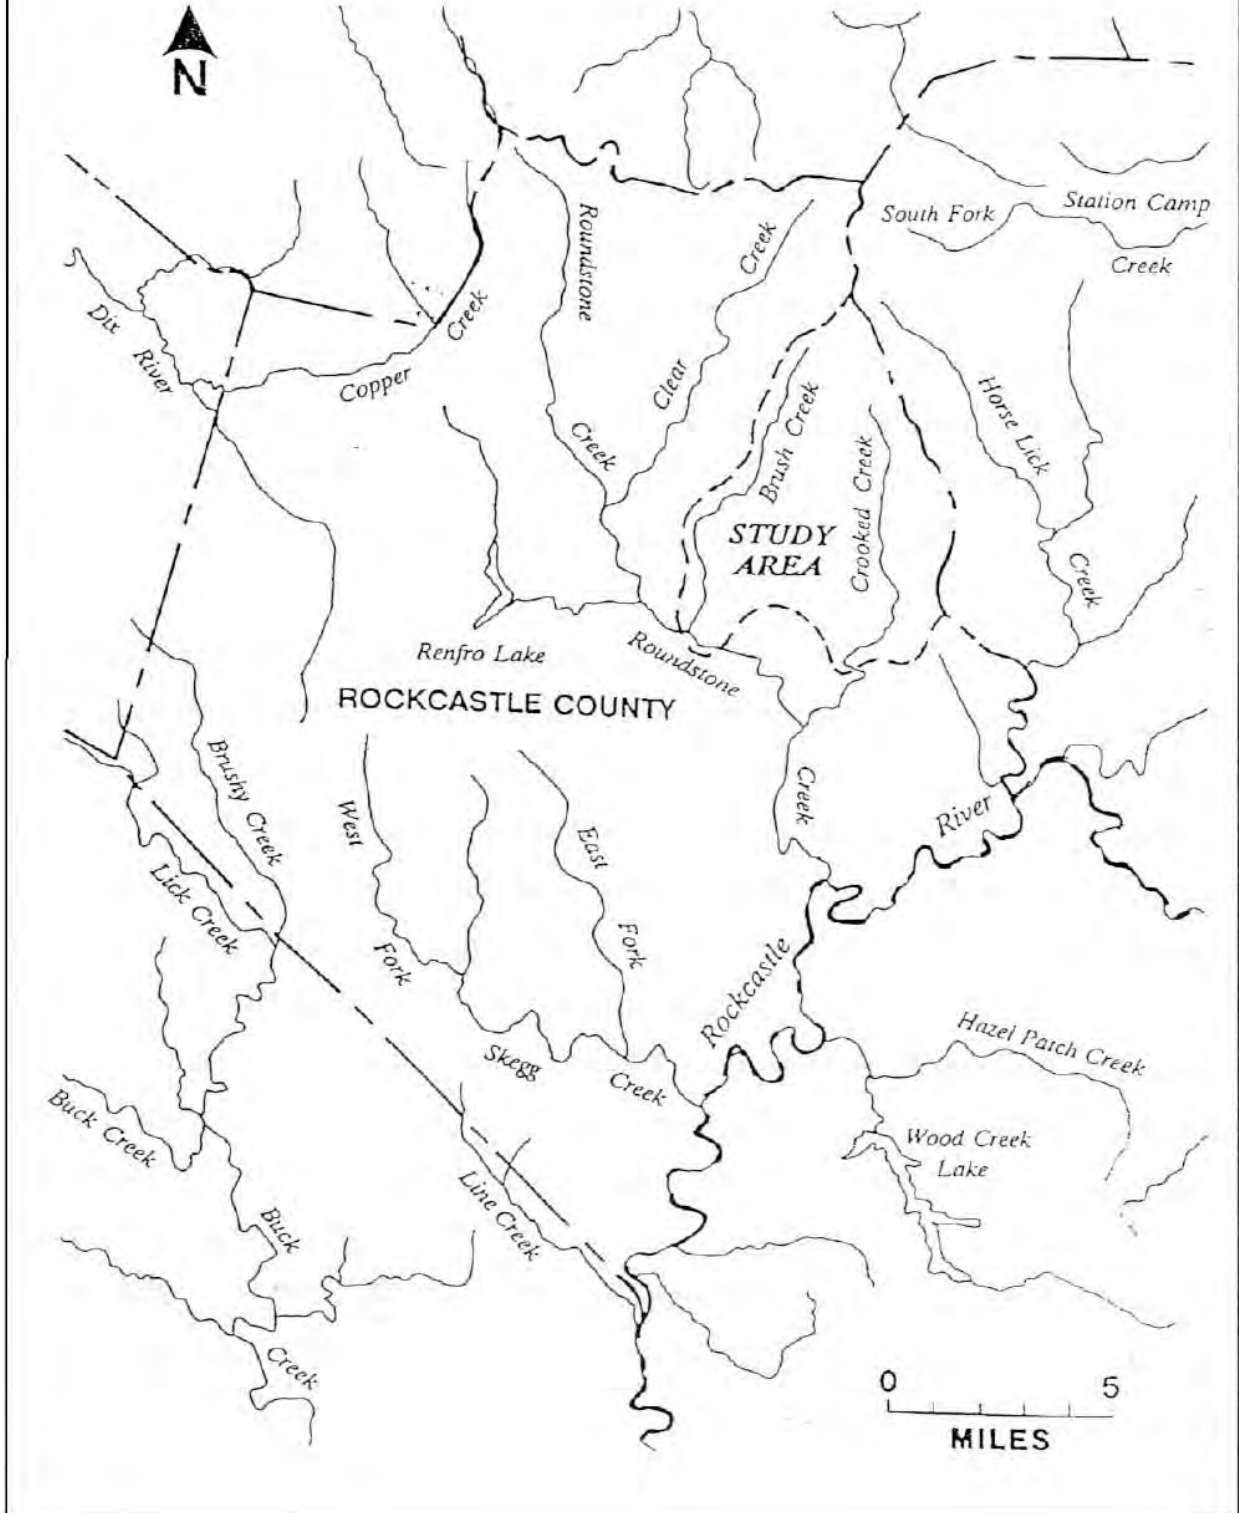 N
South Fork
Station Camp
Creek
Roundstone
Creek
Clear
Creek
Dix
River
Copper
Creek
Brush Creek
Crooked Creek
Horse Lick
Creek
STUDY
AREA
Renfro Lake
Roundstone
Creek
ROCKCASTLE COUNTY
Brushy Creek
Lick Creek
West
Fork
East
Fork
River
Rockcastle
Skegg
Creek
Hazel Patch Creek
Wood Creek
Lake
Buck Creek
Buck
Creek
Line Creek
0 5
MILES